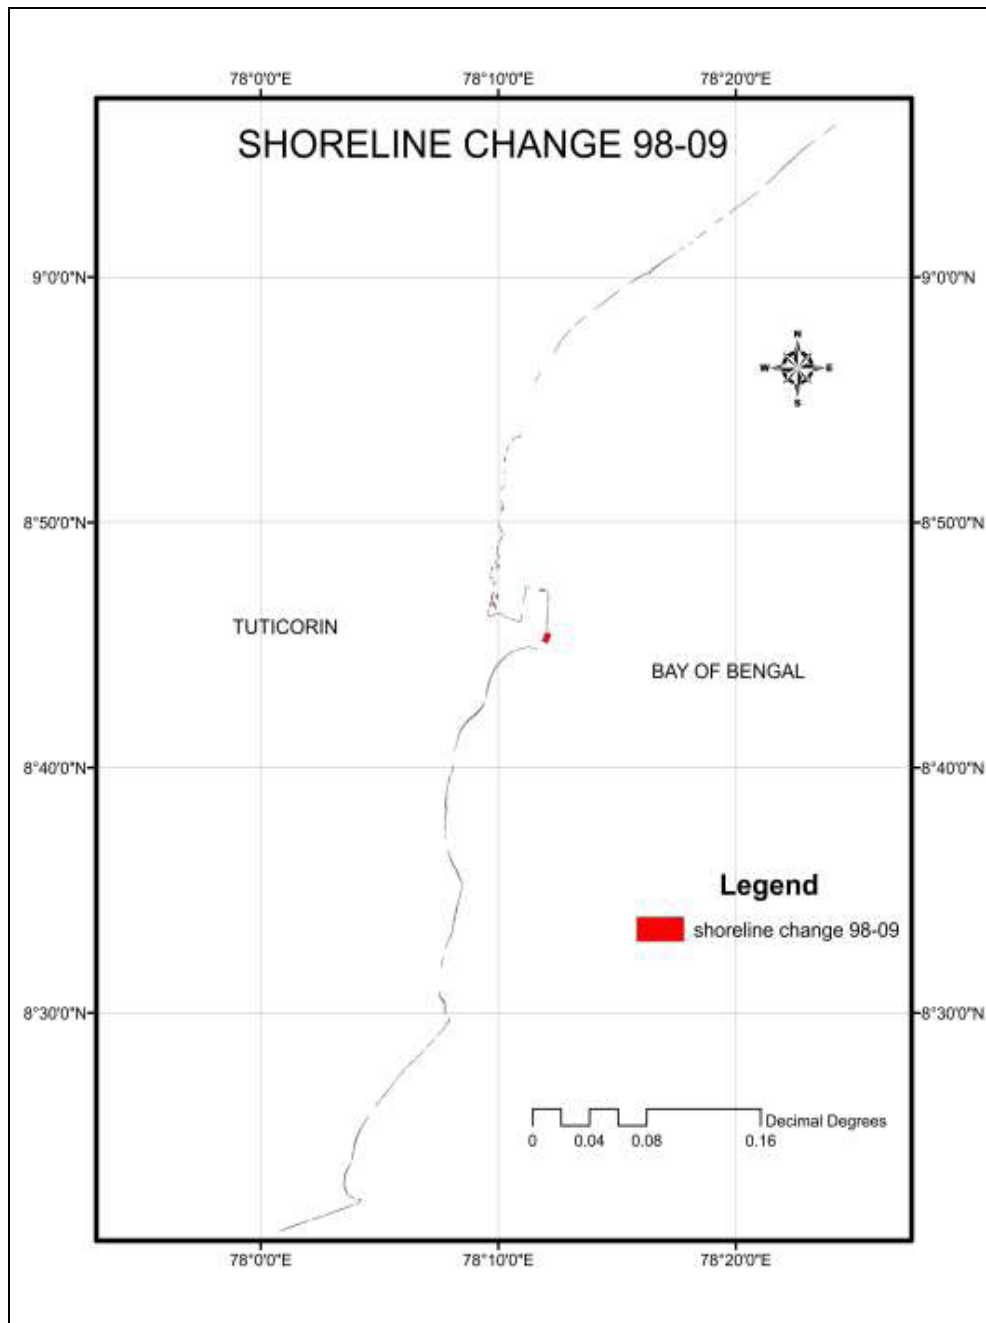 78°0'0"E 78°10'0"E 78°20'0"E
SHORELINE CHANGE 98-09
9°0'0"N 9°0'0"N
N
W E
S
8°50'0"N 8°50'0"N
TUTICORIN
BAY OF BENGAL
8°40'0"N 8°40'0"N
Legend
shoreline change 98-09
8°30'0"N 8°30'0"N
Decimal Degrees
0 0.04 0.08 0.16
78°0'0"E 78°10'0"E 78°20'0"E